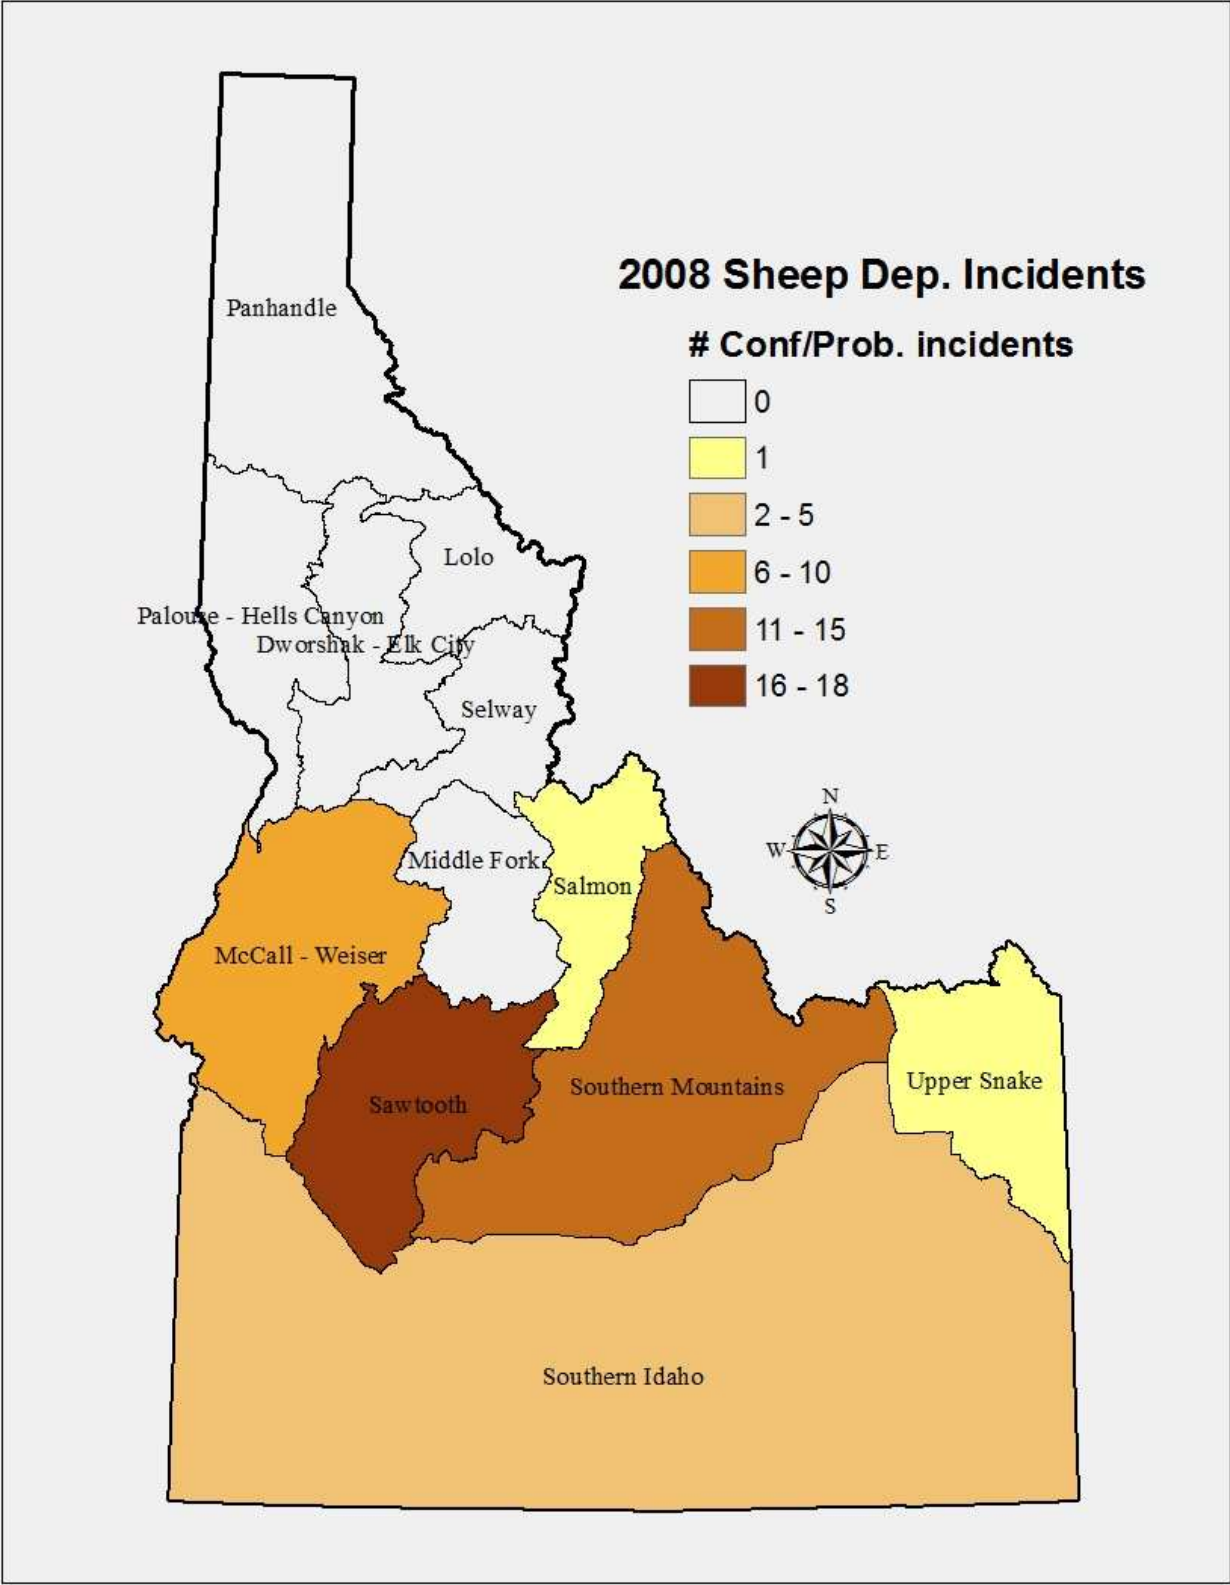 2008 Sheep Dep. Incidents
Panhandle
# Conf/Prob. incidents
0
1
2 - 5
Lolo
6 - 10
Palouse - Hells Canyon
11 - 15
Dworshak - Elk City
16 - 18
Selway
N
W E
S
Middle Fork
Salmon
McCall - Weiser
Upper Snake
Southern Mountains
Sawtooth
Southern Idaho